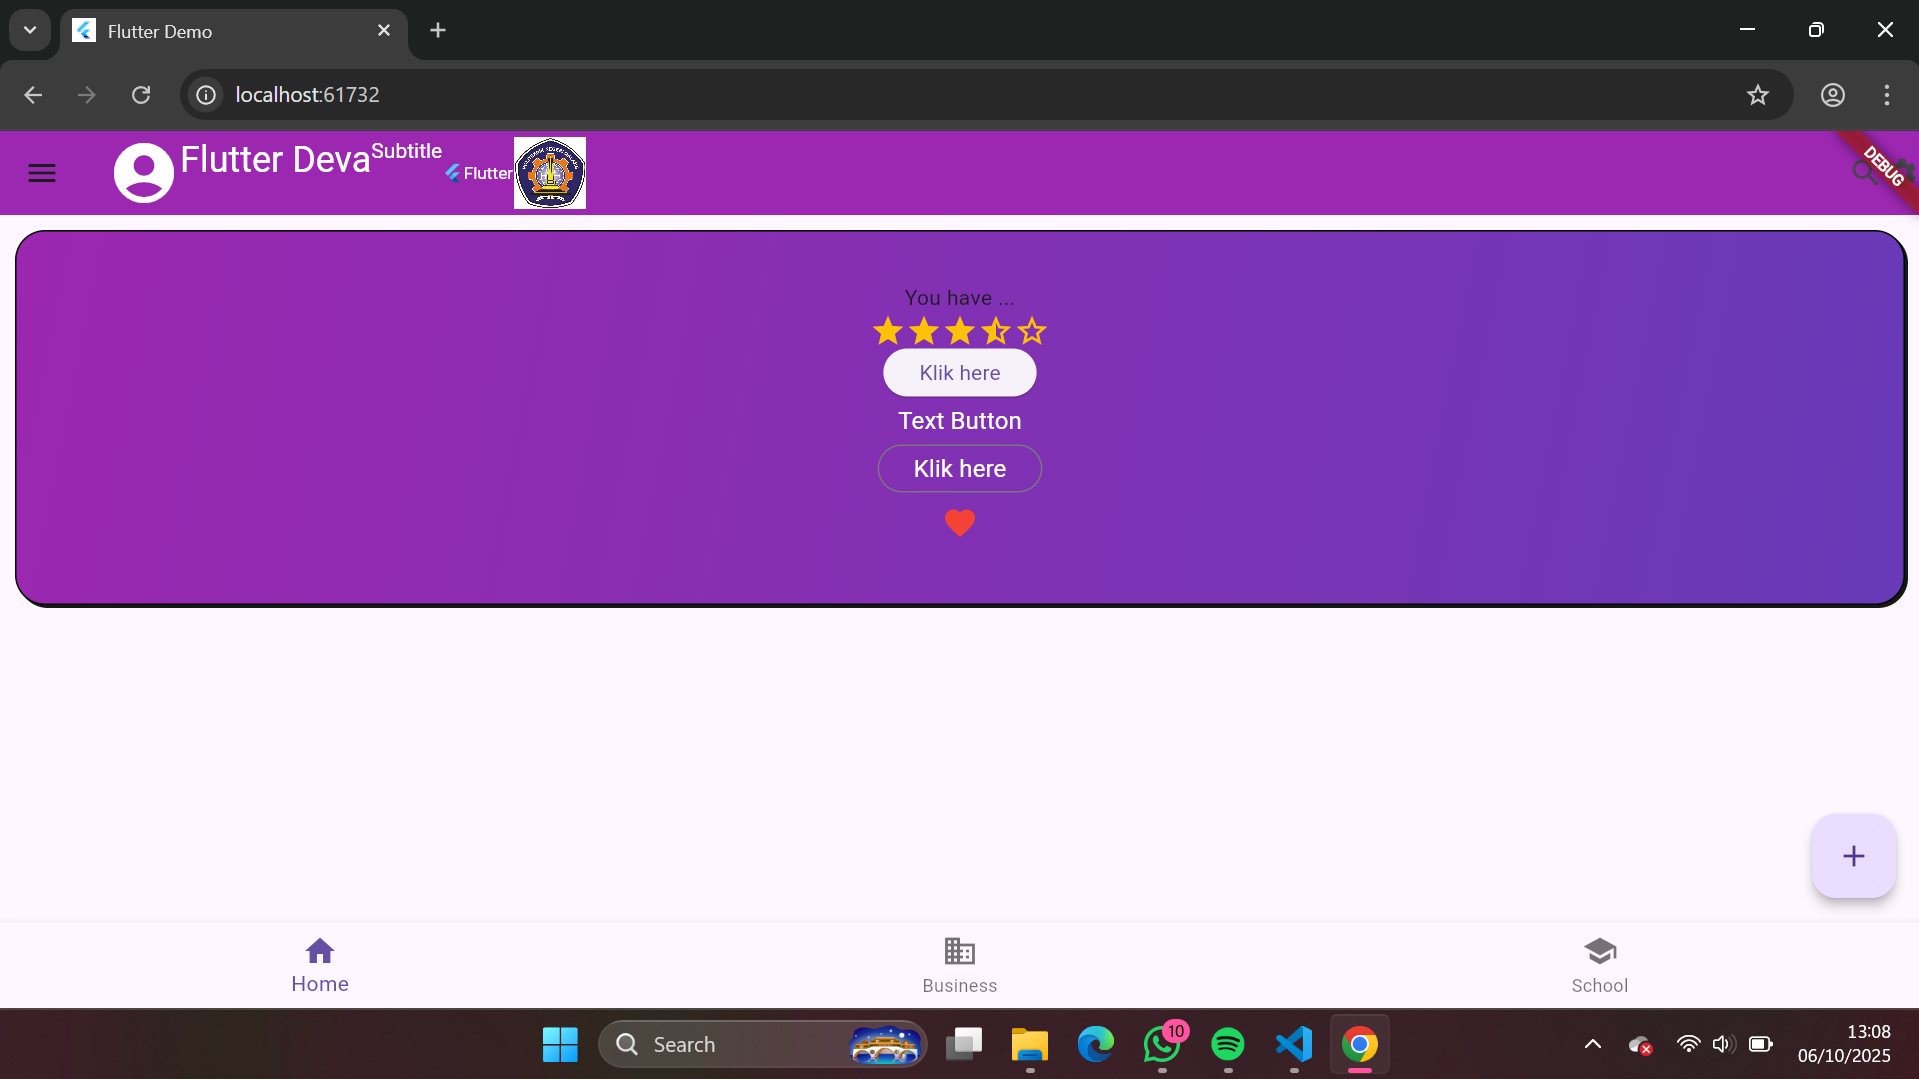 Flutter Demo
localhost:61732
Flutter Deva
Subtitle
Flutter
DEBUG
You have ...
Klik here
Text Button
Klik here
Home
Business
School
Search
10
13:08
06/10/2025